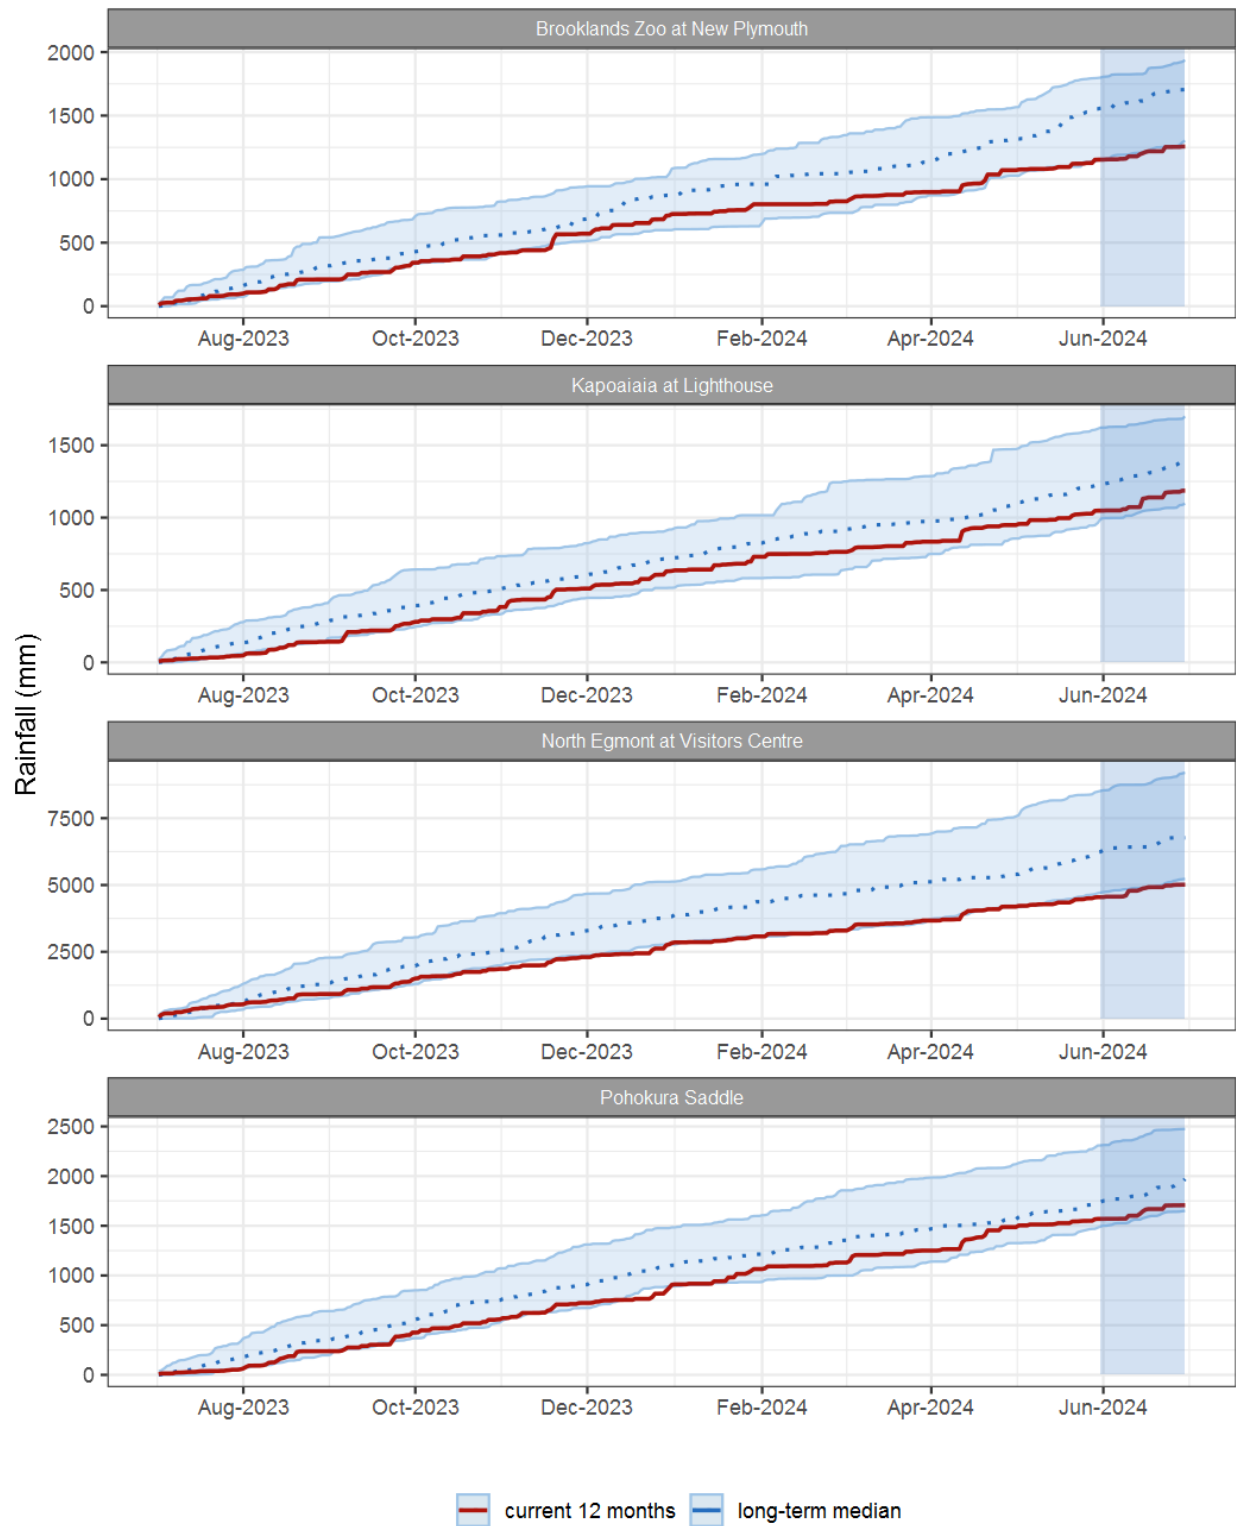 Brooklands Zoo at New Plymouth
2000
1500
1000
500
0
Aug-2023 Oct-2023 Dec-2023 Feb-2024 Apr-2024 Jun-2024
Kapoaiaia at Lighthouse
1500
1000
500
0
Aug-2023 Oct-2023 Dec-2023 Feb-2024 Apr-2024 Jun-2024
Rainfall (mm)
North Egmont at Visitors Centre
7500
5000
2500
0
Aug-2023 Oct-2023 Dec-2023 Feb-2024 Apr-2024 Jun-2024
Pohokura Saddle
2500
2000
1500
1000
500
0
Aug-2023 Oct-2023 Dec-2023 Feb-2024 Apr-2024 Jun-2024
current 12 months long-term median